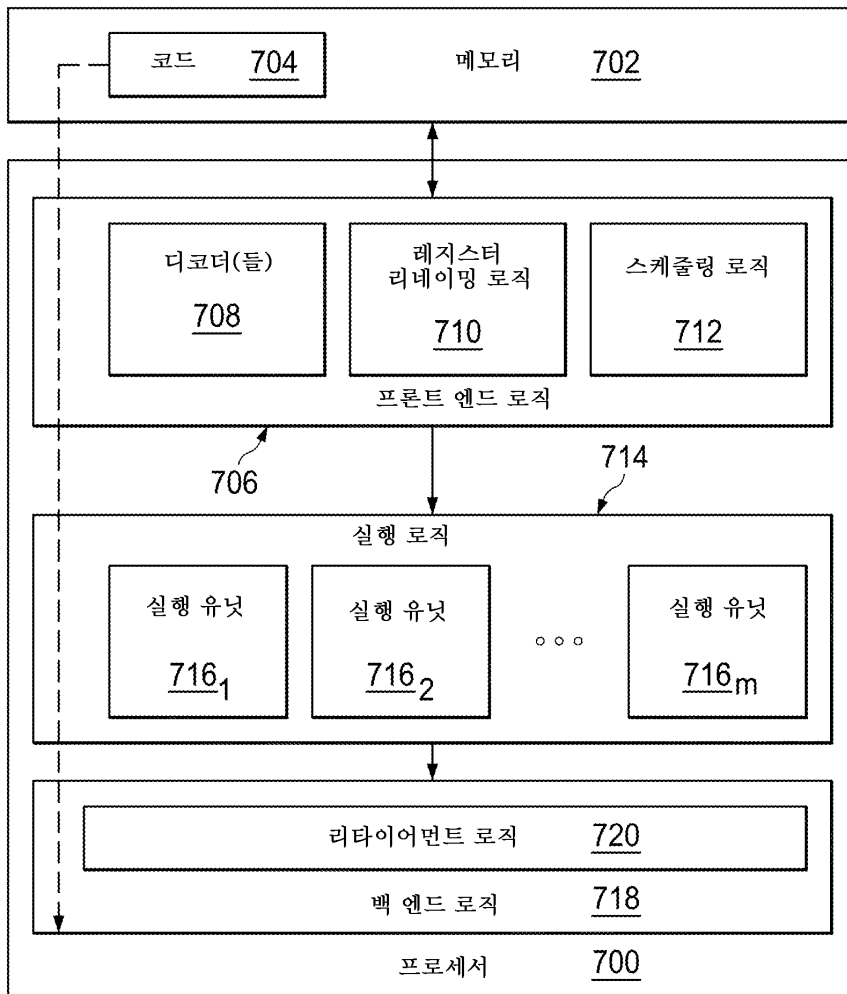 코드 704 메모리 702
디코더(들)
708
레지스터
리네이밍 로직
710
스케줄링 로직
712
프론트 엔드 로직
706
714
실행 로직
실행 유닛
716₁
실행 유닛
716₂
실행 유닛
716m
리타이어먼트 로직 720
백 엔드 로직 718
프로세서 700